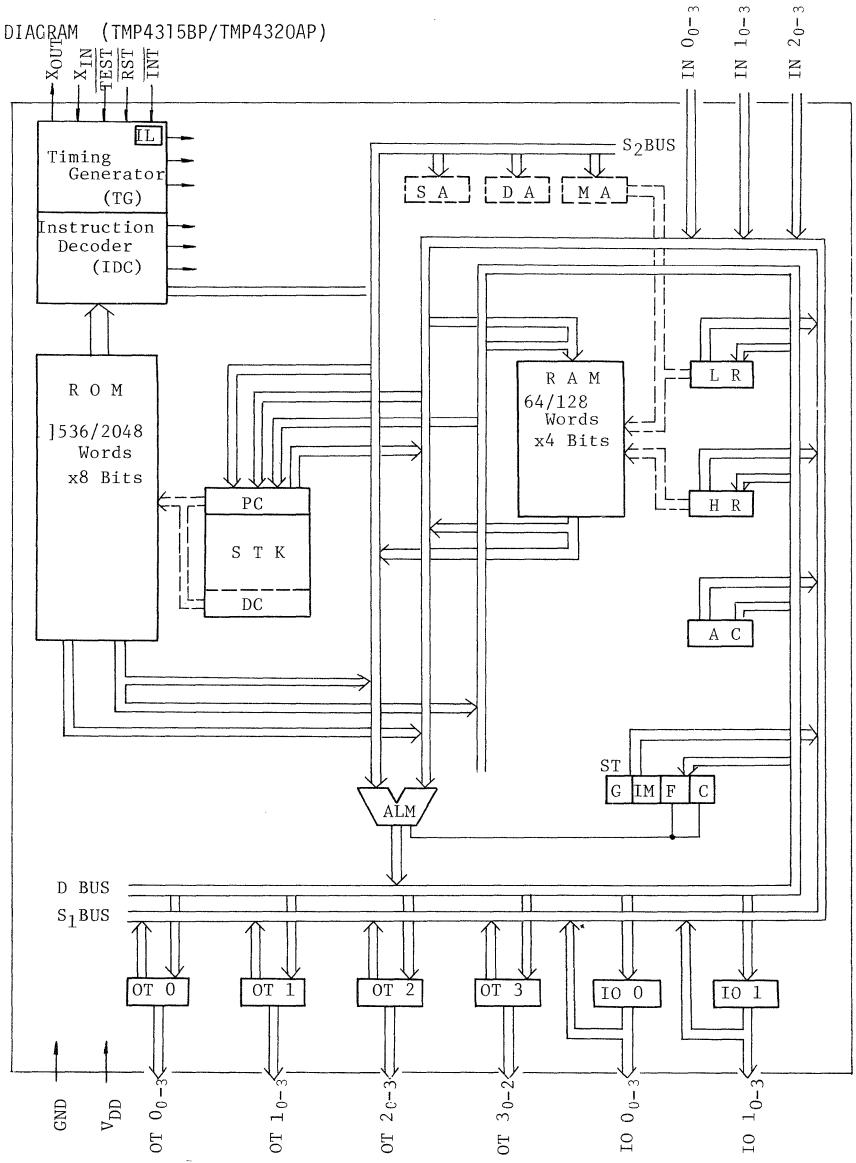 DIAGRAM (TMP4315BP/TMP4320AP)
XOUT
XIN
TEST
RST
INT
IN 00-3
IN 10-3
IN 20-3
IL
Timing
Generator
(TG)
Instruction
Decoder
(IDC)
S2BUS
S A
D A
M A
R O M
1536/2048
Words
x8 Bits
R A M
64/128
Words
x4 Bits
L R
H R
A C
PC
S T K
DC
ST
G IM F C
ALM
D BUS
S1BUS
OT 0
OT 1
OT 2
OT 3
IO 0
IO 1
GND
VDD
OT 00-3
OT 10-3
OT 20-3
OT 30-2
IO 00-3
IO 10-3